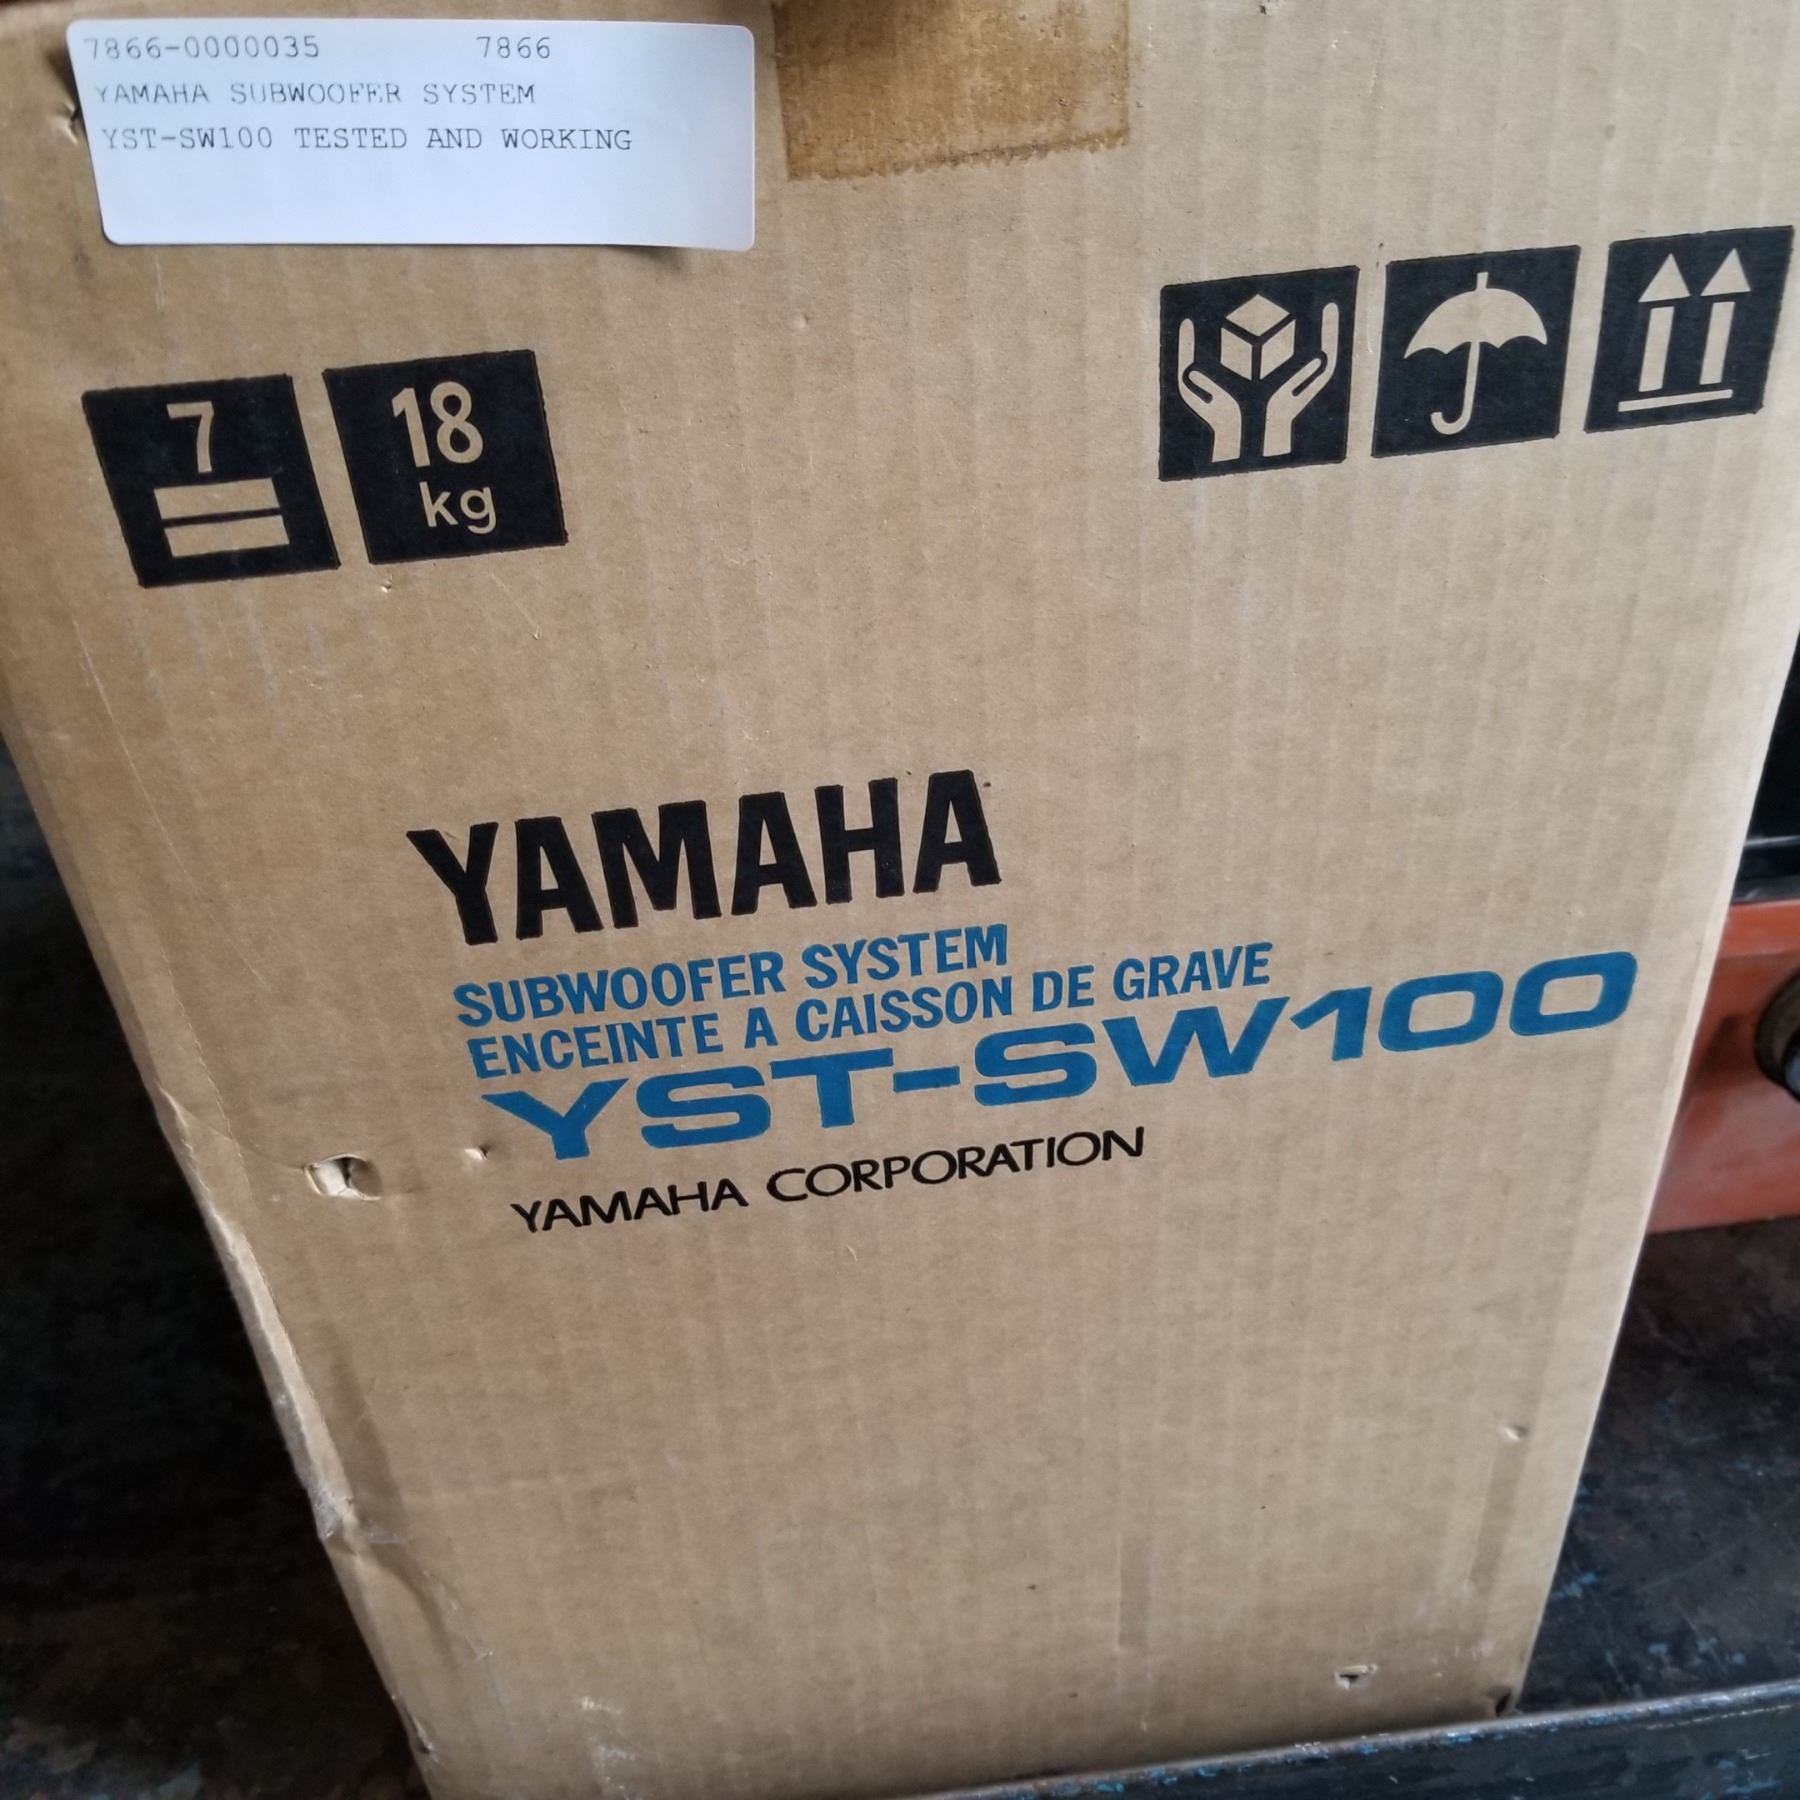 7866-0000035 7866
YAMAHA SUBWOOFER SYSTEM
YST-SW100 TESTED AND WORKING
7
18
kg
YAMAHA
SUBWOOFER SYSTEM
ENCEINTE A CAISSON DE GRAVE
YST-SW100
YAMAHA CORPORATION